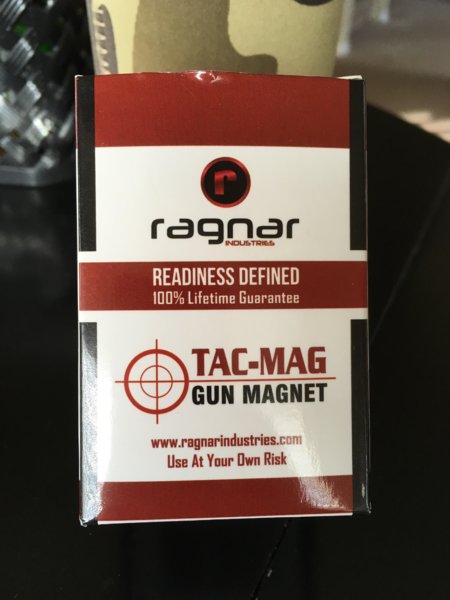 r
ragnar
INDUSTRIES
READINESS DEFINED
100% Lifetime Guarantee
TAC-MAG
GUN MAGNET
www.ragnarindustries.com
Use At Your Own Risk